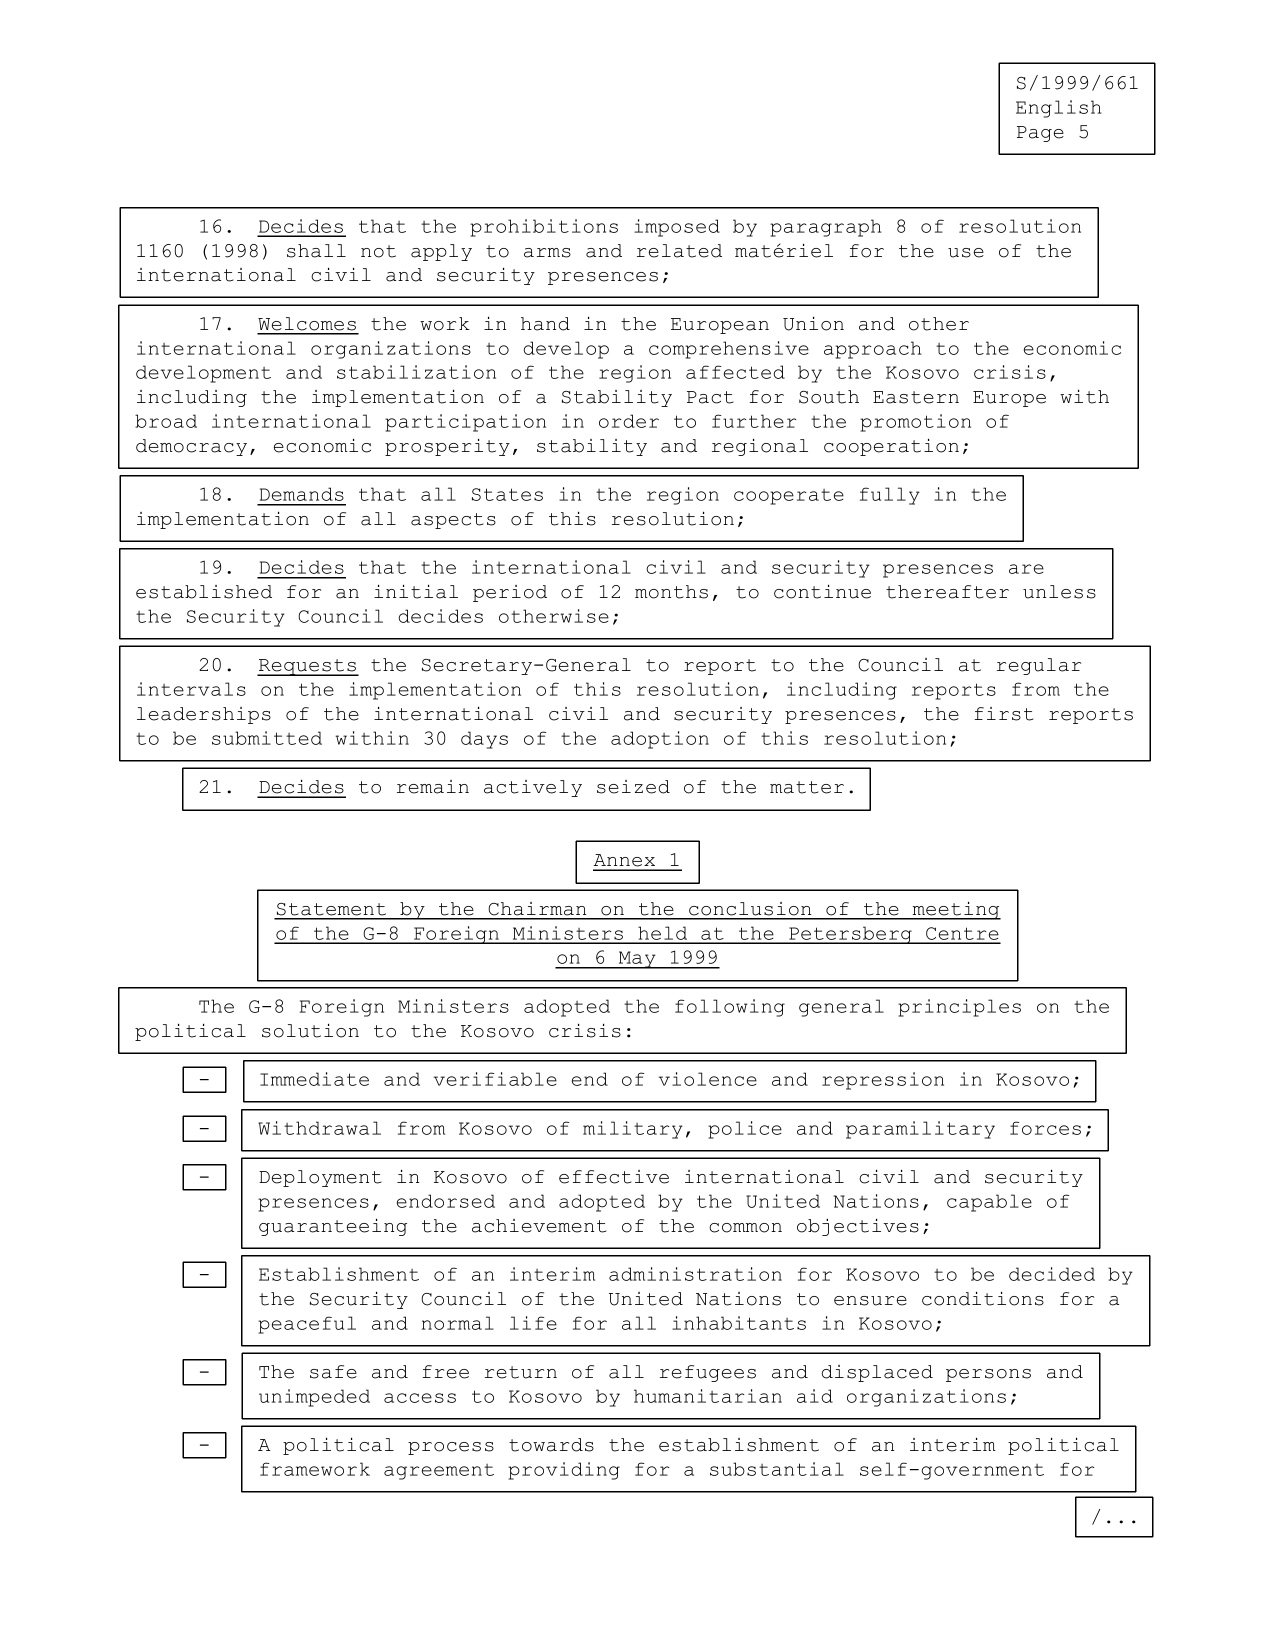 S/1999/661
English
Page 5
16. Decides that the prohibitions imposed by paragraph 8 of resolution
1160 (1998) shall not apply to arms and related matériel for the use of the
international civil and security presences;
17. Welcomes the work in hand in the European Union and other
international organizations to develop a comprehensive approach to the economic
development and stabilization of the region affected by the Kosovo crisis,
including the implementation of a Stability Pact for South Eastern Europe with
broad international participation in order to further the promotion of
democracy, economic prosperity, stability and regional cooperation;
18. Demands that all States in the region cooperate fully in the
implementation of all aspects of this resolution;
19. Decides that the international civil and security presences are
established for an initial period of 12 months, to continue thereafter unless
the Security Council decides otherwise;
20. Requests the Secretary-General to report to the Council at regular
intervals on the implementation of this resolution, including reports from the
leaderships of the international civil and security presences, the first reports
to be submitted within 30 days of the adoption of this resolution;
21. Decides to remain actively seized of the matter.
Annex 1
Statement by the Chairman on the conclusion of the meeting
of the G-8 Foreign Ministers held at the Petersberg Centre
on 6 May 1999
The G-8 Foreign Ministers adopted the following general principles on the
political solution to the Kosovo crisis:
- Immediate and verifiable end of violence and repression in Kosovo;
- Withdrawal from Kosovo of military, police and paramilitary forces;
- Deployment in Kosovo of effective international civil and security
presences, endorsed and adopted by the United Nations, capable of
guaranteeing the achievement of the common objectives;
- Establishment of an interim administration for Kosovo to be decided by
the Security Council of the United Nations to ensure conditions for a
peaceful and normal life for all inhabitants in Kosovo;
- The safe and free return of all refugees and displaced persons and
unimpeded access to Kosovo by humanitarian aid organizations;
- A political process towards the establishment of an interim political
framework agreement providing for a substantial self-government for
/...